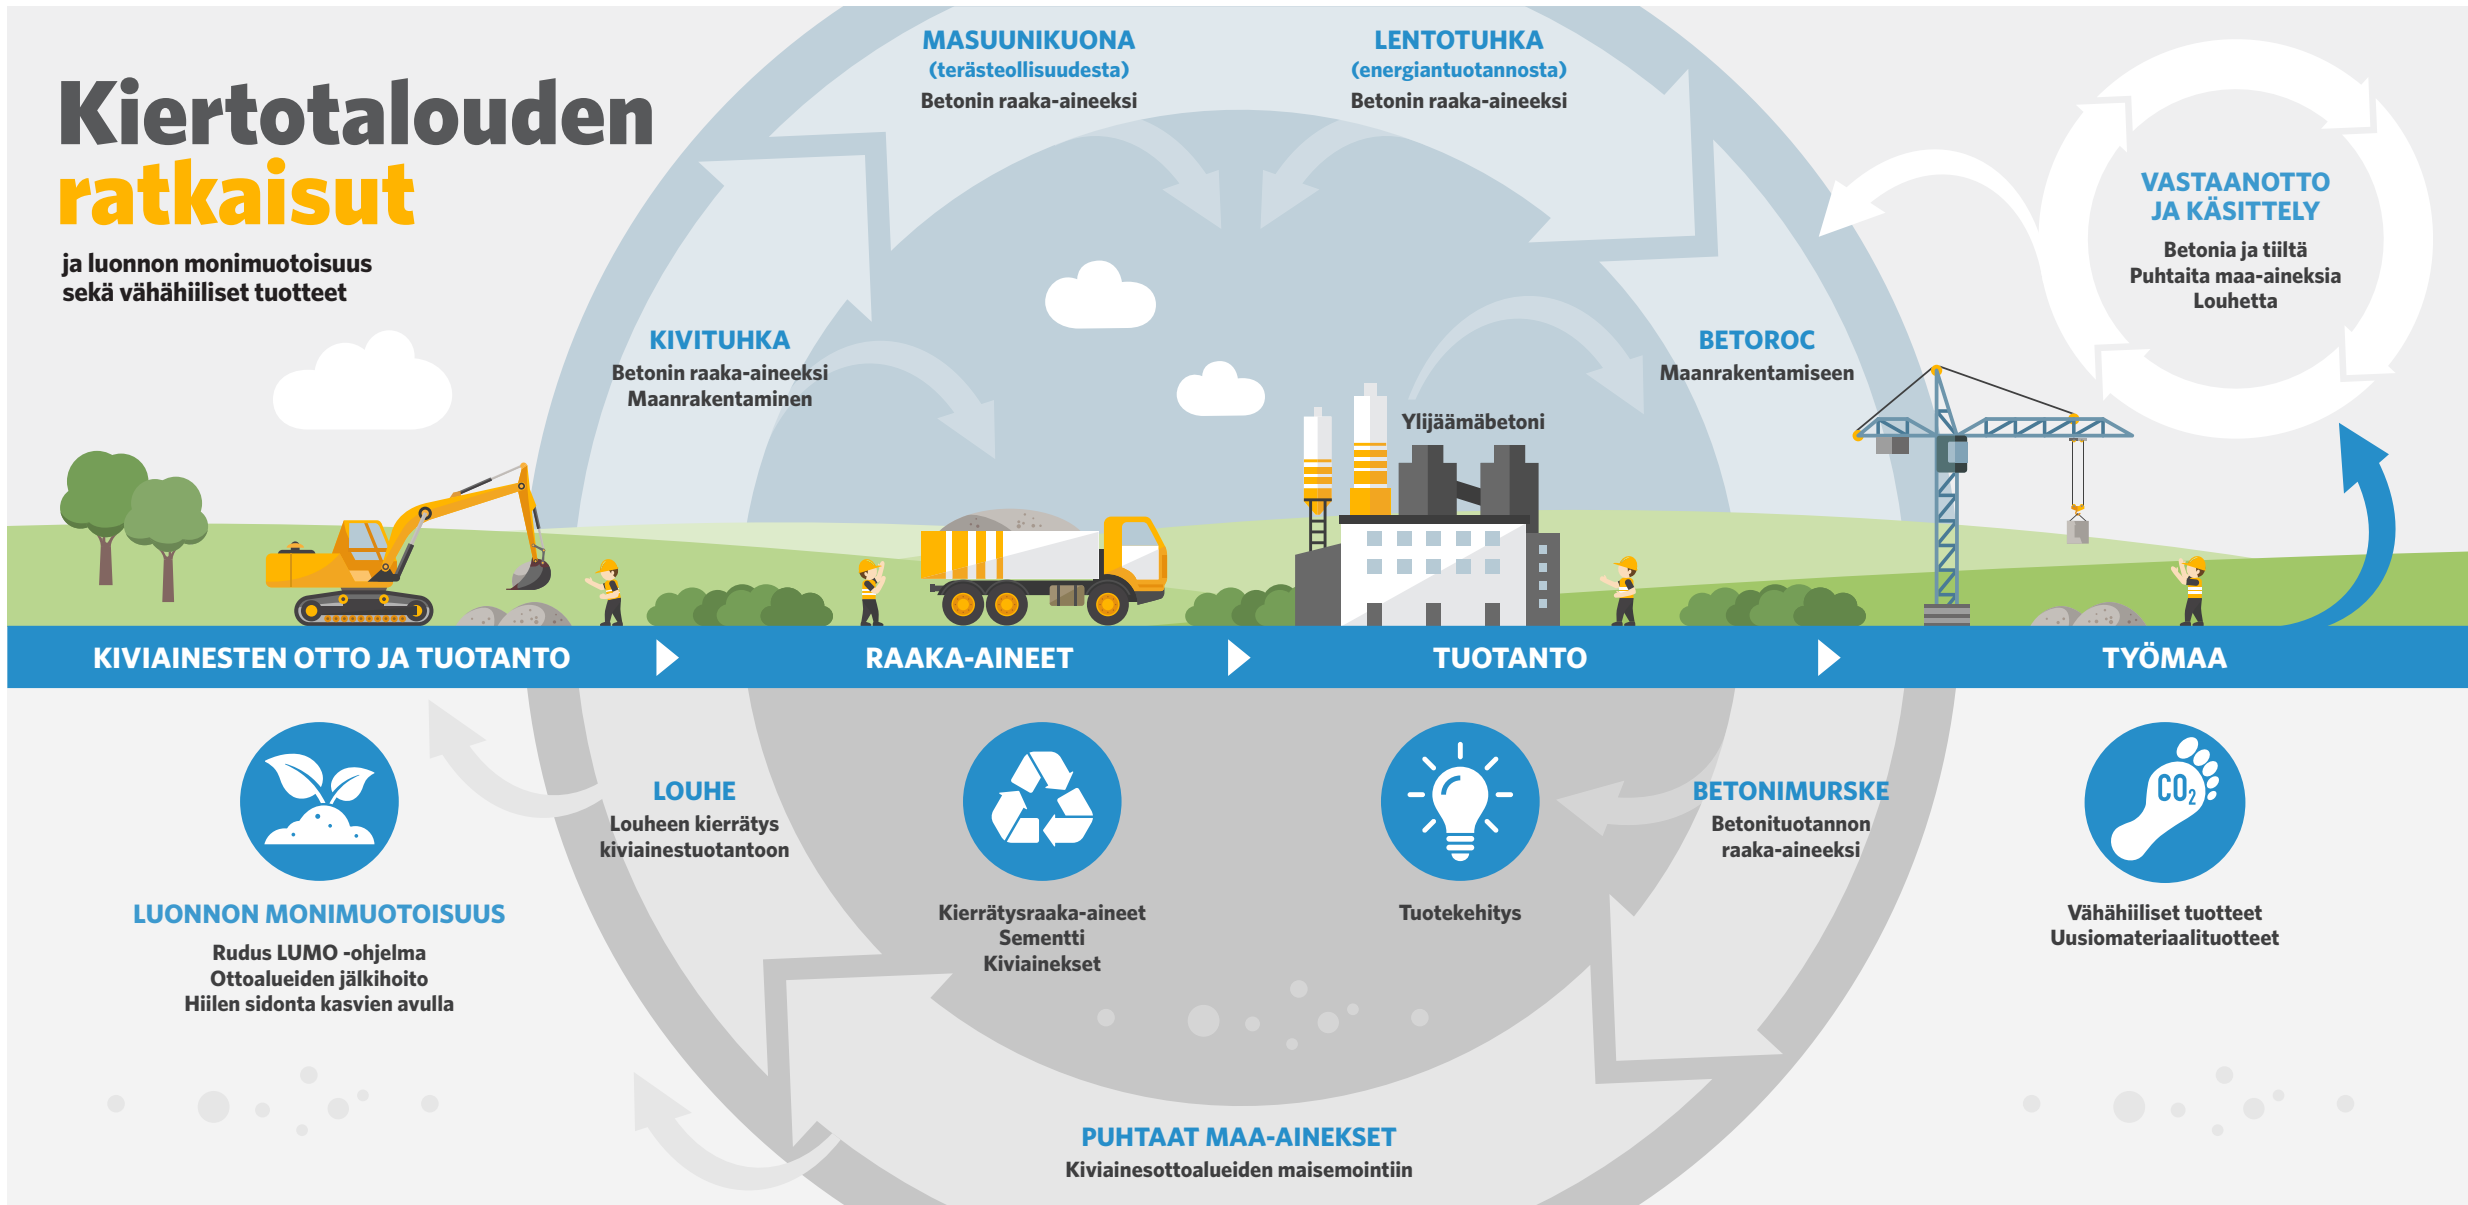 Kiertotalouden
ratkaisut
ja luonnon monimuotoisuus
sekä vähähiiliset tuotteet
MASUUNIKUONA
(terästeollisuudesta)
Betonin raaka-aineeksi
LENTOTUHKA
(energiantuotannosta)
Betonin raaka-aineeksi
VASTAANOTTO
JA KÄSITTELY
Betonia ja tiiltä
Puhtaita maa-aineksia
Louhetta
KIVITUHKA
Betonin raaka-aineeksi
Maanrakentaminen
BETOROC
Maanrakentamiseen
Ylijäämäbetoni
KIVIAINESTEN OTTO JA TUOTANTO
RAAKA-AINEET
TUOTANTO
TYÖMAA
LUONNON MONIMUOTOISUUS
Rudus LUMO -ohjelma
Ottoalueiden jälkihoito
Hiilen sidonta kasvien avulla
LOUHE
Louheen kierrätys
kiviainestuotantoon
Kierrätysraaka-aineet
Sementti
Kiviainekset
Tuotekehitys
BETONIMURSKE
Betonituotannon
raaka-aineeksi
CO₂
Vähähiiliset tuotteet
Uusiomateriaalituotteet
PUHTAAT MAA-AINEKSET
Kiviainesottoalueiden maisemointiin